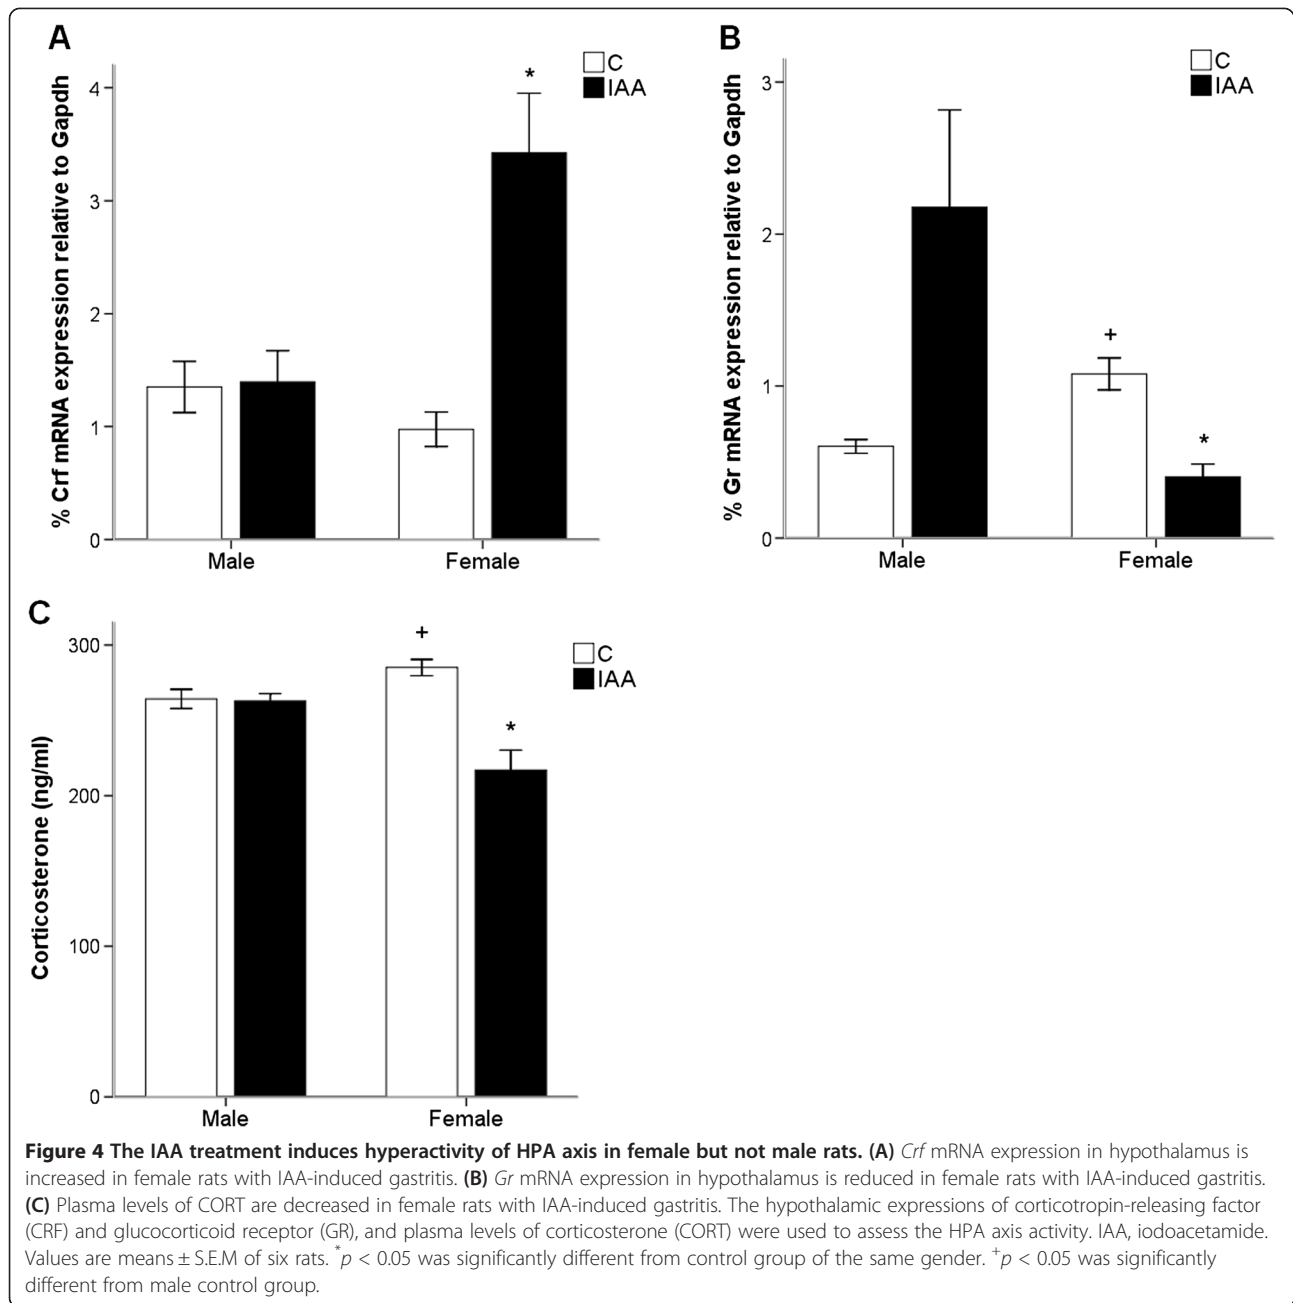 A
C
IAA
*
% Crf mRNA expression relative to Gapdh
4
3
2
1
0
Male
Female
B
C
IAA
% Gr mRNA expression relative to Gapdh
3
2
1
0
+
*
Male
Female
C
C
IAA
+
*
Corticosterone (ng/ml)
300
200
100
0
Male
Female
Figure 4 The IAA treatment induces hyperactivity of HPA axis in female but not male rats. (A) Crf mRNA expression in hypothalamus is
increased in female rats with IAA-induced gastritis. (B) Gr mRNA expression in hypothalamus is reduced in female rats with IAA-induced gastritis.
(C) Plasma levels of CORT are decreased in female rats with IAA-induced gastritis. The hypothalamic expressions of corticotropin-releasing factor
(CRF) and glucocorticoid receptor (GR), and plasma levels of corticosterone (CORT) were used to assess the HPA axis activity. IAA, iodoacetamide.
Values are means ± S.E.M of six rats. *p < 0.05 was significantly different from control group of the same gender. +p < 0.05 was significantly
different from male control group.